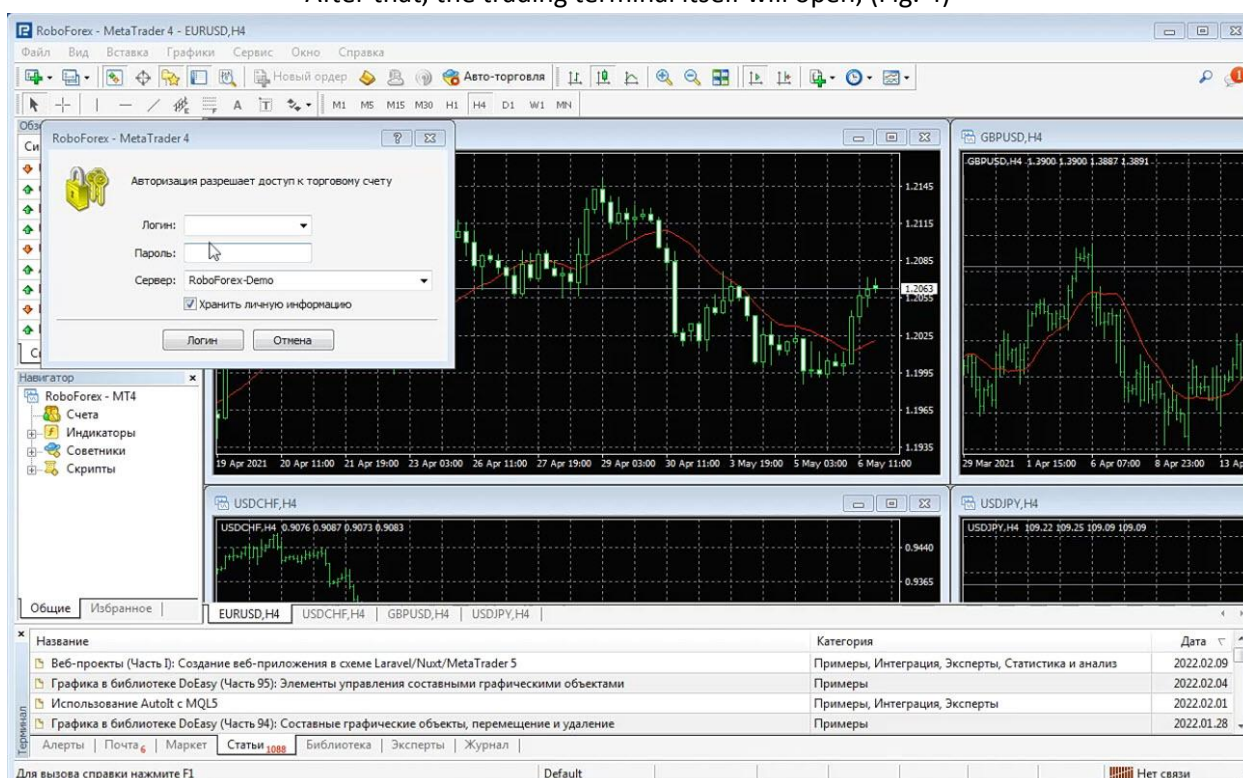 After that, the trading terminal itself will open, (Fig. 4)
RoboForex - MetaTrader 4 - EURUSD,H4
Файл Вид Вставка Графики Сервис Окно Справка
Новый ордер Авто-торговля
A T M1 M5 M15 M30 H1 H4 D1 W1 MN
RoboForex - MetaTrader 4
Авторизация разрешает доступ к торговому счету
Логин:
Пароль:
Сервер: RoboForex-Demo
Хранить личную информацию
Логин Отмена
1.2145
1.2115
1.2085
1.2063
1.2055
1.2025
1.1995
1.1965
1.1935
19 Apr 2021 20 Apr 11:00 21 Apr 19:00 23 Apr 03:00 26 Apr 11:00 27 Apr 19:00 29 Apr 03:00 30 Apr 11:00 3 May 19:00 5 May 03:00 6 May 11:00
GBPUSD,H4
GBPUSD,H4 1.3900 1.3900 1.3887 1.3891
29 Mar 2021 1 Apr 15:00 6 Apr 07:00 8 Apr 23:00 13 Ap
Навигатор
RoboForex - MT4
Счета
Индикаторы
Советники
Скрипты
Общие Избранное
USDCHF,H4
USDCHF,H4 0.9076 0.9087 0.9073 0.9083
0.9440
0.9365
USDJPY,H4
USDJPY,H4 109.22 109.25 109.09 109.09
EURUSD,H4 USDCHF,H4 GBPUSD,H4 USDJPY,H4
Название Категория Дата
Веб-проекты (Часть I): Создание веб-приложения в схеме Laravel/Nuxt/MetaTrader 5 Примеры, Интеграция, Эксперты, Статистика и анализ 2022.02.09
Графика в библиотеке DoEasy (Часть 95): Элементы управления составными графическими объектами Примеры 2022.02.04
Использование AutoIt с MQL5 Примеры, Интеграция, Эксперты 2022.02.01
Графика в библиотеке DoEasy (Часть 94): Составные графические объекты, перемещение и удаление Примеры 2022.01.28
Терминал
Алерты Почта 6 Маркет Статьи 1088 Библиотека Эксперты Журнал
Для вызова справки нажмите F1 Default Нет связи